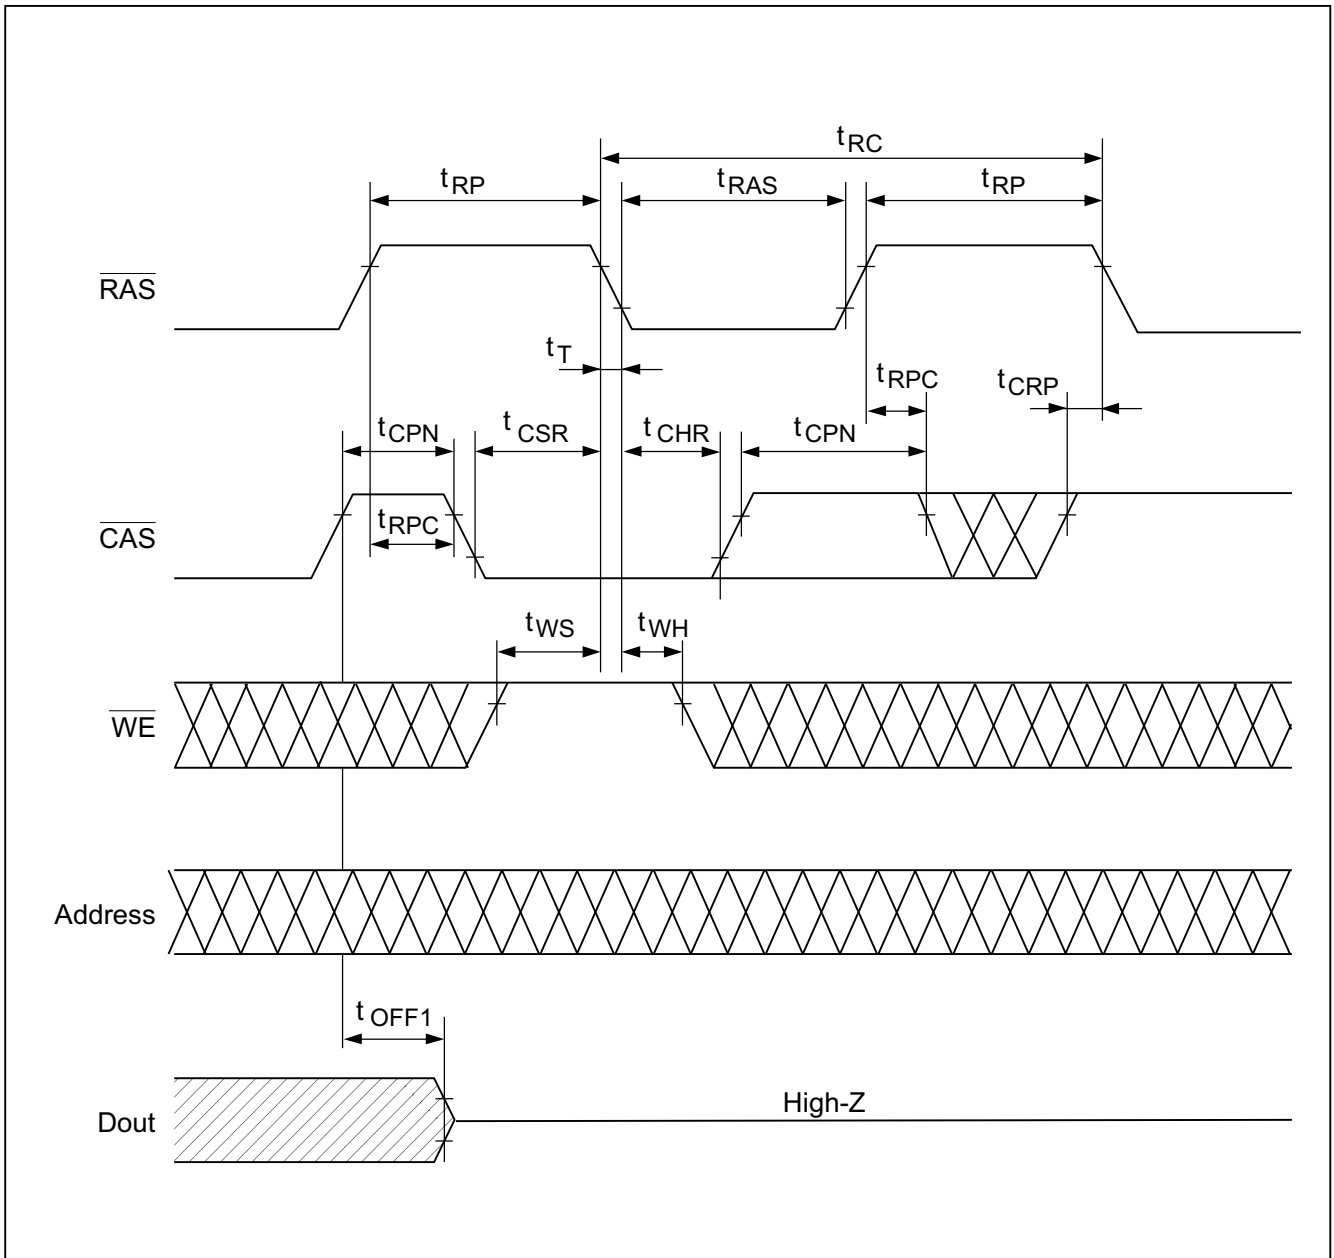 tRC
tRP
tRAS
tRP
RAS
tT
tRPC
tCRP
tCPN
tCSR
tCHR
tCPN
CAS
tRPC
tWS
tWH
WE
Address
tOFF1
Dout
High-Z